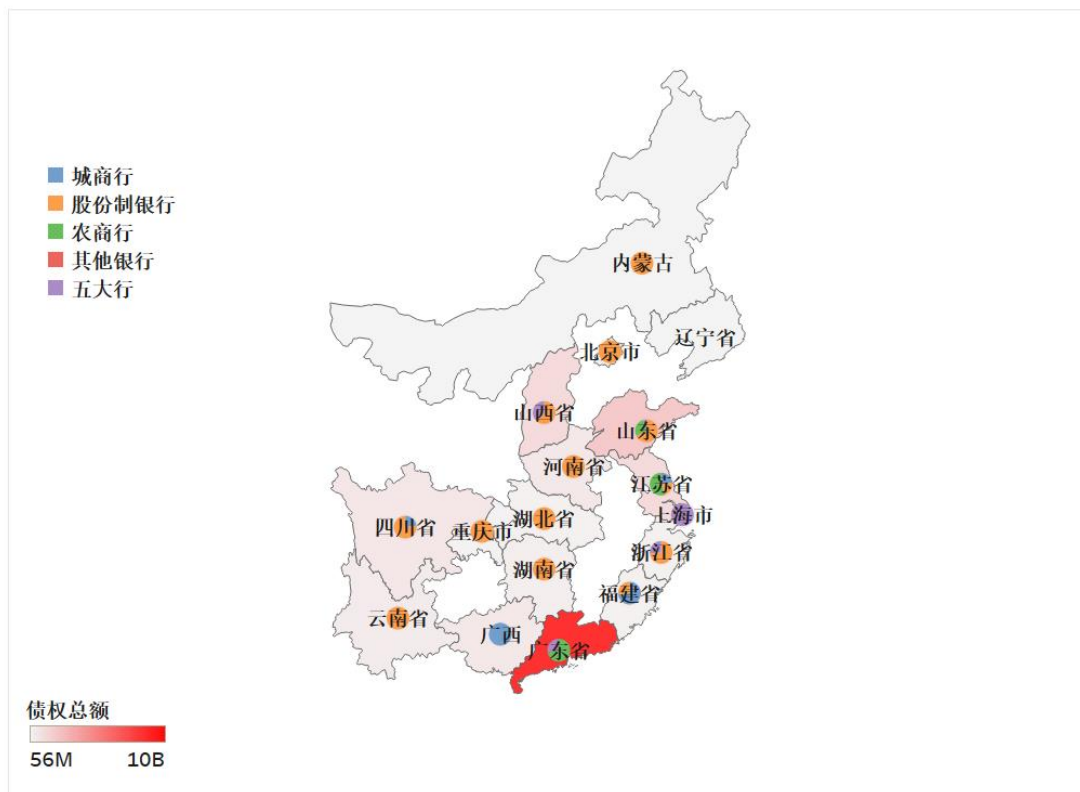 城商行
股份制银行
农商行
其他银行
五大行
内蒙古
辽宁省
北京市
山西省
山东省
河南省
江苏省
上海市
四川省
重庆市
湖北省
浙江省
湖南省
福建省
云南省
广西
广东省
债权总额
56M 10B